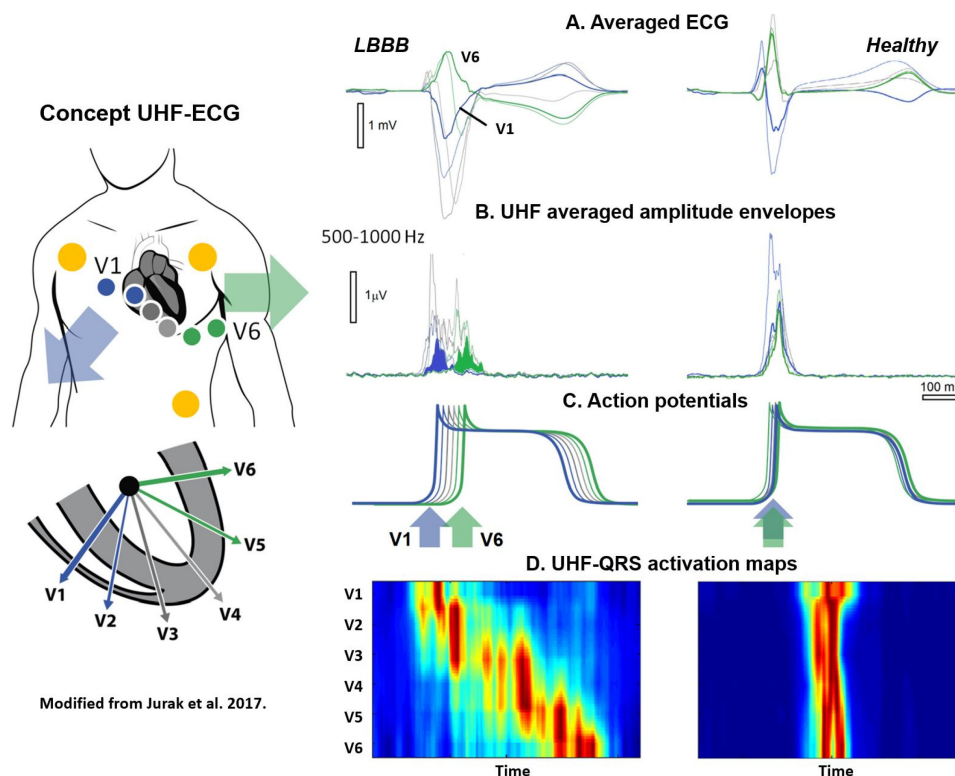 Concept UHF-ECG
V1
V6
V6
V5
V4
V3
V2
V1
Modified from Jurak et al. 2017.
A. Averaged ECG
LBBB
V6
Healthy
1 mV
V1
B. UHF averaged amplitude envelopes
500-1000 Hz
1µV
100 m
C. Action potentials
V1
V6
D. UHF-QRS activation maps
V1
V2
V3
V4
V5
V6
Time
Time